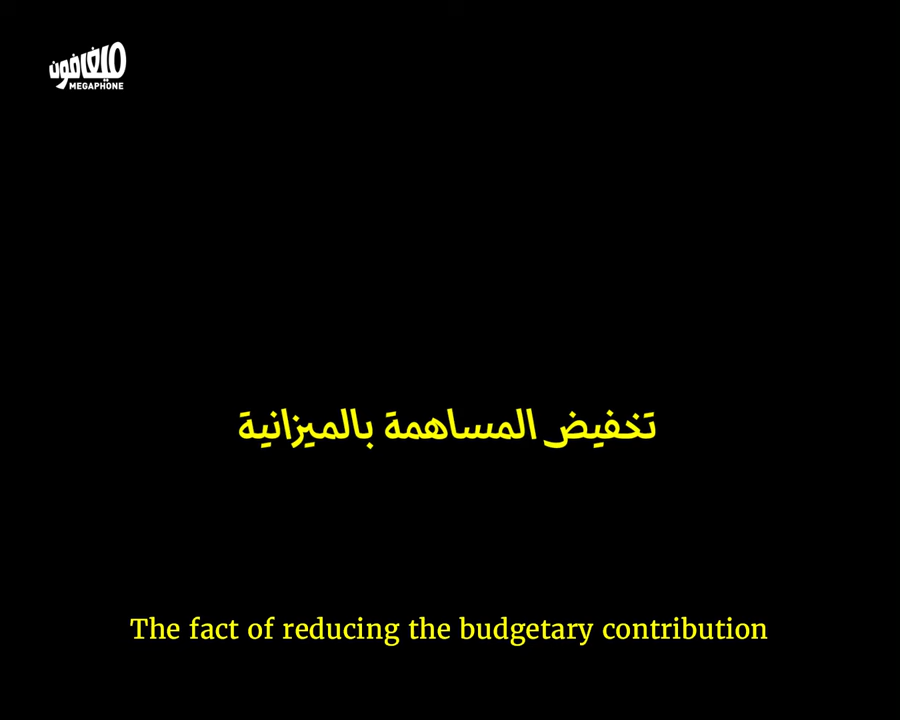 ميغافون
MEGAPHONE
تخفيض المساهمة بالميزانية
The fact of reducing the budgetary contribution